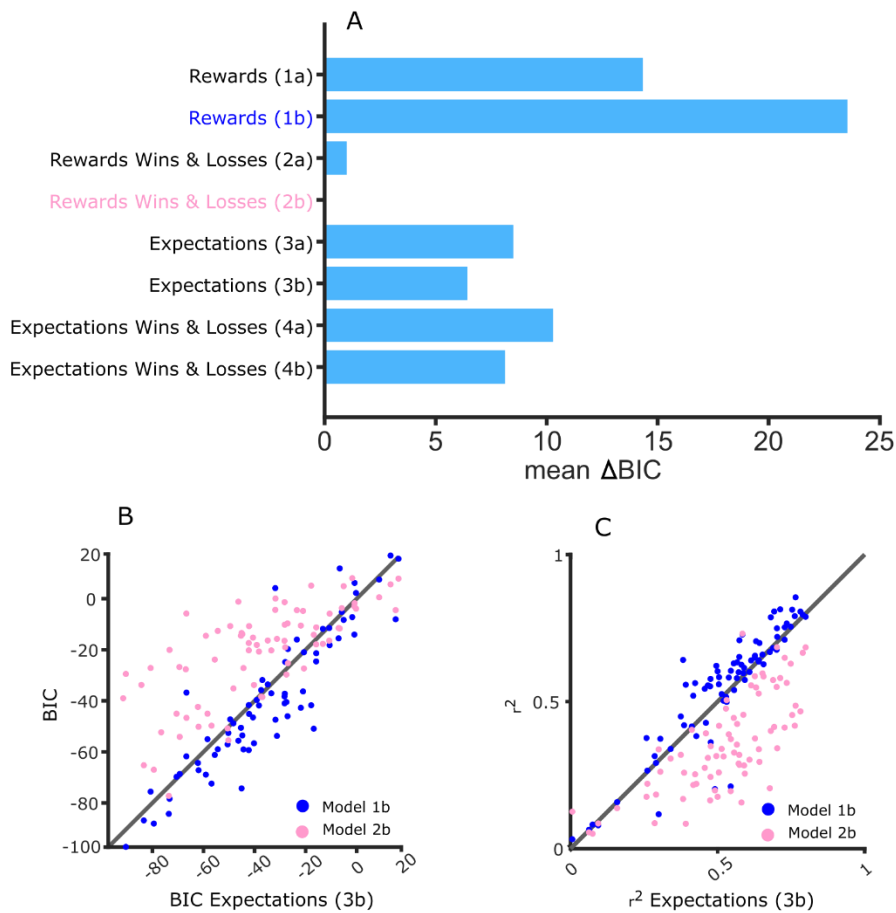 A
Rewards (1a)
Rewards (1b)
Rewards Wins & Losses (2a)
Rewards Wins & Losses (2b)
Expectations (3a)
Expectations (3b)
Expectations Wins & Losses (4a)
Expectations Wins & Losses (4b)
0 5 10 15 20 25
mean ΔBIC
B
20
0
-20
-40
-60
-80
-100
BIC
Model 1b
Model 2b
-80 -60 -40 -20 0 20
BIC Expectations (3b)
C
1
0.5
0
r²
Model 1b
Model 2b
0 0.5 1
r² Expectations (3b)